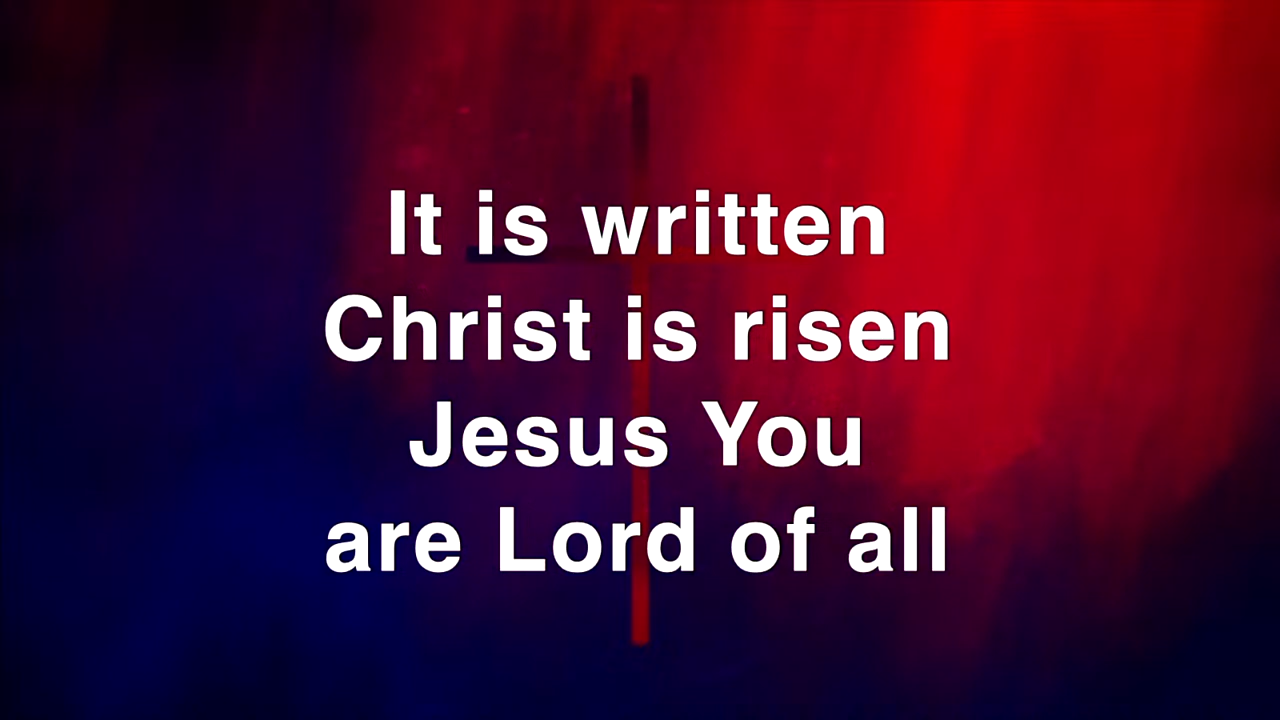 It is written
Christ is risen
Jesus You
are Lord of all